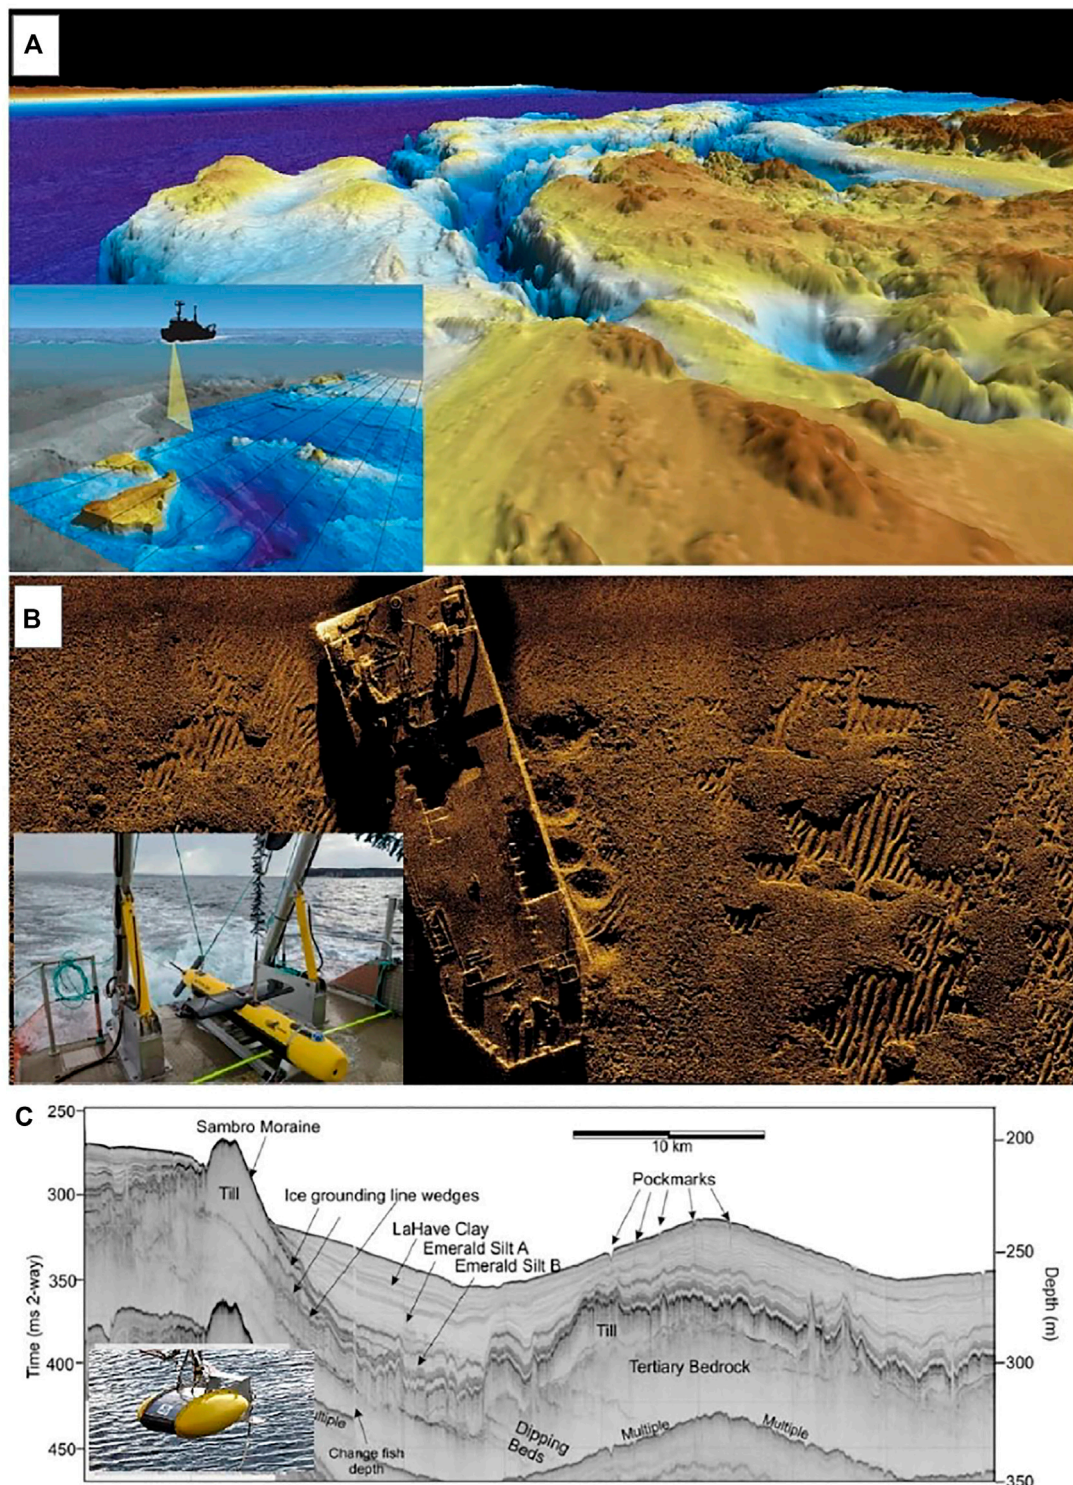 A
B
C
250
300
350
400
450
Time (ms 2-way)
Sambro Moraine
Till
Ice grounding line wedges
LaHave Clay
Emerald Silt A
Emerald Silt B
10 km
Pockmarks
Till
Tertiary Bedrock
Dipping
Beds
Change fish
depth
Multiple
Multiple
200
250
300
350
Depth (m)